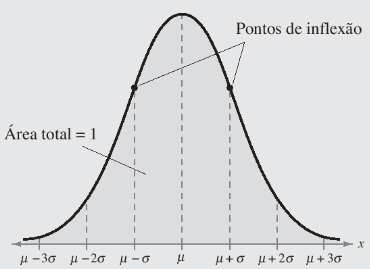 Pontos de inflexão
Área total = 1
x
μ − 3σ μ − 2σ μ − σ μ μ + σ μ + 2σ μ + 3σ